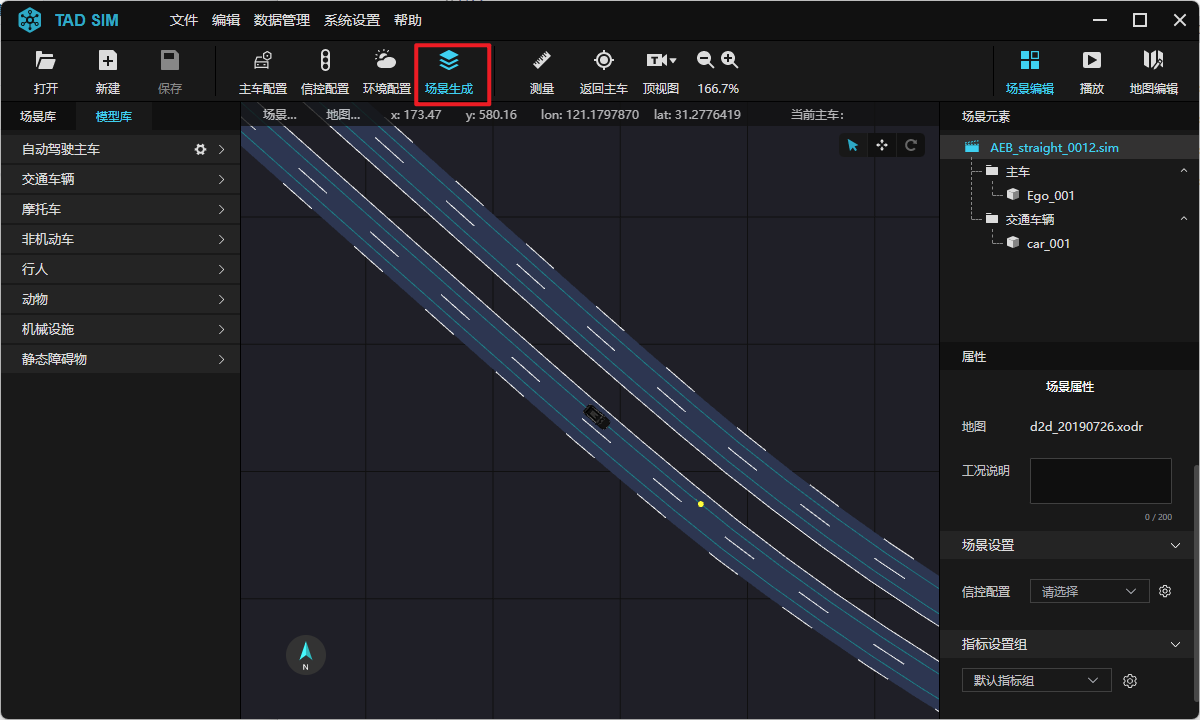 TAD SIM 文件 编辑 数据管理 系统设置 帮助
打开 新建 保存 主车配置 信控配置 环境配置 场景生成 测量 返回主车 顶视图 166.7% 场景编辑 播放 地图编辑
场景库 模型库
场景... 地图... x: 173.47 y: 580.16 lon: 121.1797870 lat: 31.2776419 当前主车:
自动驾驶主车
交通车辆
摩托车
非机动车
行人
动物
机械设施
静态障碍物
N
场景元素
AEB_straight_0012.sim
主车
Ego_001
交通车辆
car_001
属性
场景属性
地图 d2d_20190726.xodr
工况说明
0 / 200
场景设置
信控配置 请选择
指标设置组
默认指标组